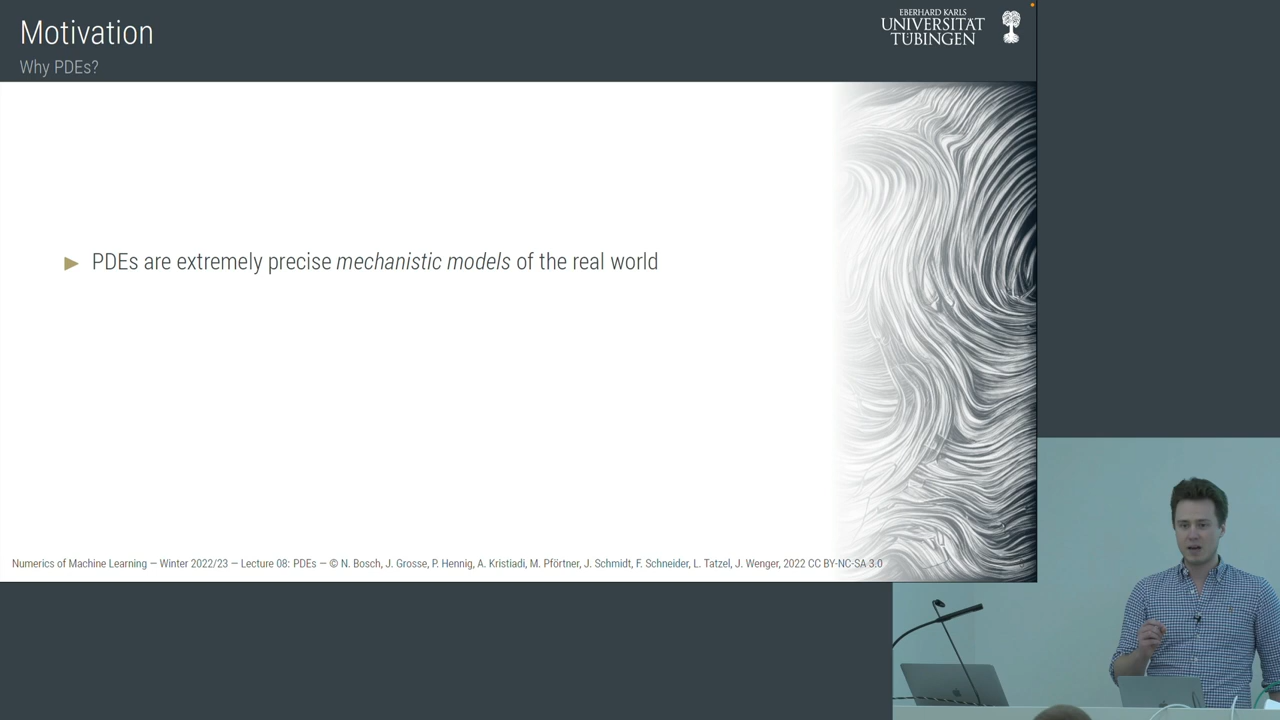 Motivation
Why PDEs?
EBERHARD KARLS
UNIVERSITÄT
TÜBINGEN
▶ PDEs are extremely precise mechanistic models of the real world
Numerics of Machine Learning — Winter 2022/23 — Lecture 08: PDEs — © N. Bosch, J. Grosse, P. Hennig, A. Kristiadi, M. Pförtner, J. Schmidt, F. Schneider, L. Tatzel, J. Wenger, 2022 CC BY-NC-SA 3.0